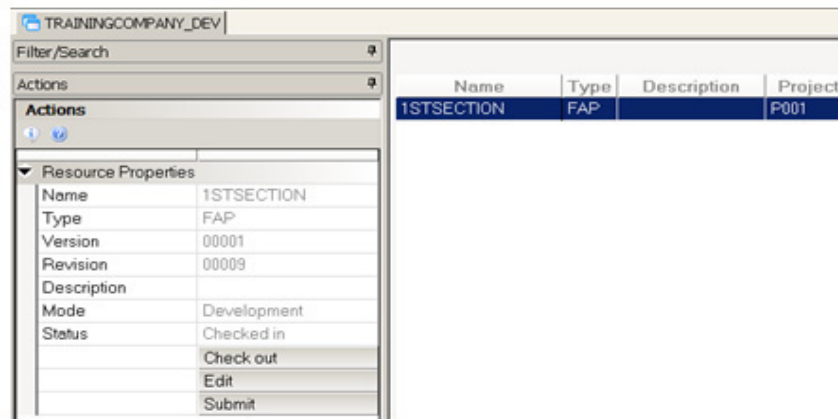 TRAININGCOMPANY_DEV
Filter/Search
Actions
Actions
Resource Properties
Name 1STSECTION
Type FAP
Version 00001
Revision 00009
Description
Mode Development
Status Checked in
Check out
Edit
Submit
Name Type Description Project
1STSECTION FAP P001